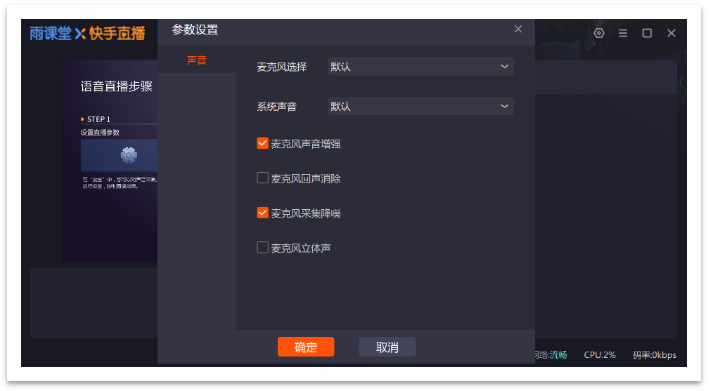 雨课堂 X 快手直播
参数设置
声音
麦克风选择 默认
系统声音 默认
麦克风声音增强
麦克风回声消除
麦克风采集降噪
麦克风立体声
确定 取消
语音直播步骤
STEP 1
设置直播参数
网络:流畅 CPU:2% 码率:0kbps